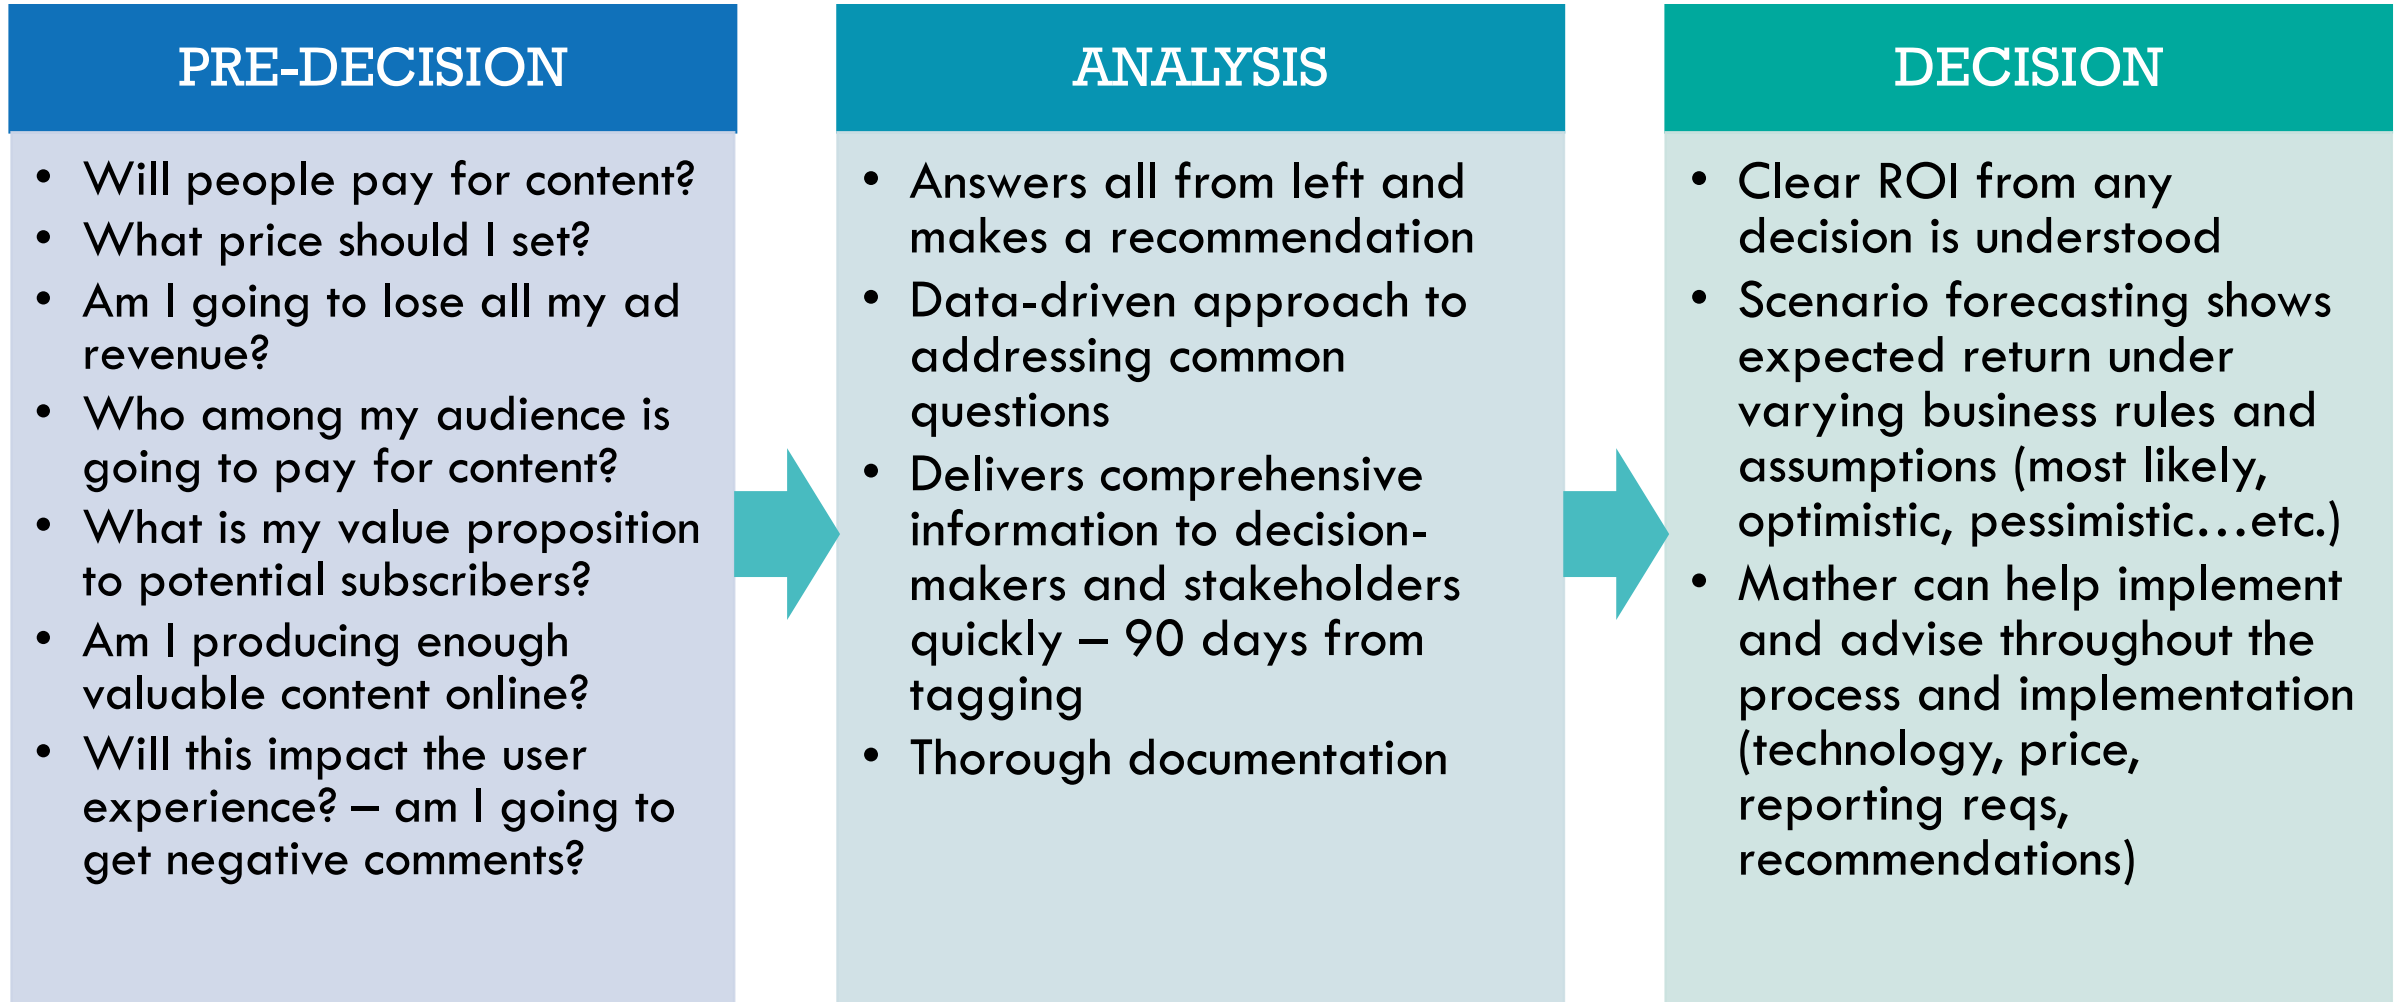 PRE-DECISION
• Will people pay for content?
• What price should I set?
• Am I going to lose all my ad
revenue?
• Who among my audience is
going to pay for content?
• What is my value proposition
to potential subscribers?
• Am I producing enough
valuable content online?
• Will this impact the user
experience? – am I going to
get negative comments?
ANALYSIS
• Answers all from left and
makes a recommendation
• Data-driven approach to
addressing common
questions
• Delivers comprehensive
information to decision-
makers and stakeholders
quickly – 90 days from
tagging
• Thorough documentation
DECISION
• Clear ROI from any
decision is understood
• Scenario forecasting shows
expected return under
varying business rules and
assumptions (most likely,
optimistic, pessimistic…etc.)
• Mather can help implement
and advise throughout the
process and implementation
(technology, price,
reporting reqs,
recommendations)